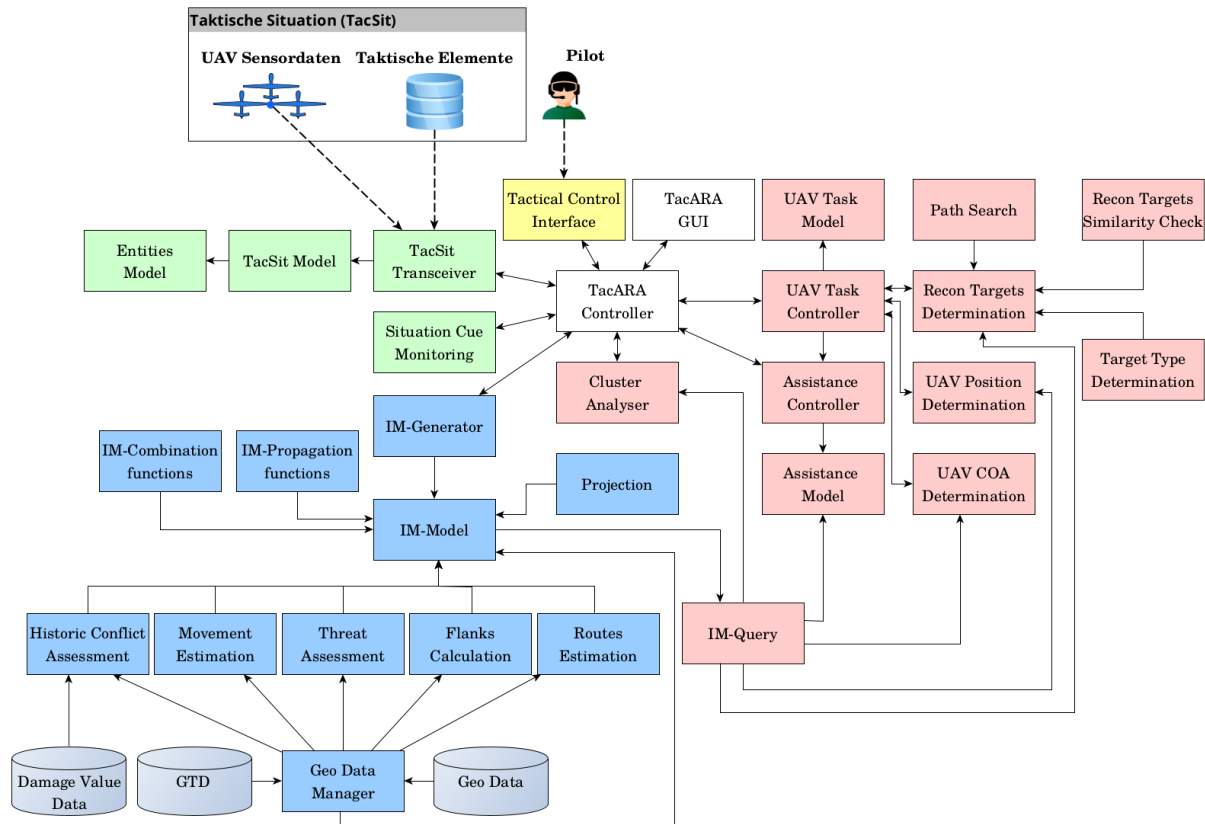 Taktische Situation (TacSit)
UAV Sensordaten
Taktische Elemente
Pilot
Tactical Control
Interface
TacARA
GUI
UAV Task
Model
Path Search
Recon Targets
Similarity Check
Entities
Model
TacSit Model
TacSit
Transceiver
TacARA
Controller
UAV Task
Controller
Recon Targets
Determination
Situation Cue
Monitoring
Target Type
Determination
Cluster
Analyser
Assistance
Controller
UAV Position
Determination
IM-Generator
IM-Combination
functions
IM-Propagation
functions
Projection
Assistance
Model
UAV COA
Determination
IM-Model
Historic Conflict
Assessment
Movement
Estimation
Threat
Assessment
Flanks
Calculation
Routes
Estimation
IM-Query
Damage Value
Data
GTD
Geo Data
Manager
Geo Data